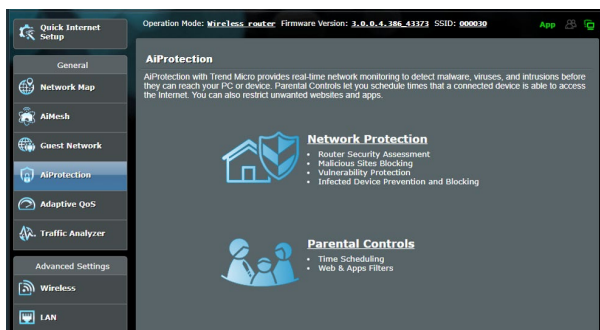 Quick Internet
Setup
Operation Mode: Wireless router Firmware Version: 3.0.0.4.386_43373 SSID: 000030
App
General
Network Map
AiMesh
Guest Network
AiProtection
Adaptive QoS
Traffic Analyzer
Advanced Settings
Wireless
LAN
AiProtection
AiProtection with Trend Micro provides real-time network monitoring to detect malware, viruses, and intrusions before
they can reach your PC or device. Parental Controls let you schedule times that a connected device is able to access
the Internet. You can also restrict unwanted websites and apps.
Network Protection
• Router Security Assessment
• Malicious Sites Blocking
• Vulnerability Protection
• Infected Device Prevention and Blocking
Parental Controls
• Time Scheduling
• Web & Apps Filters